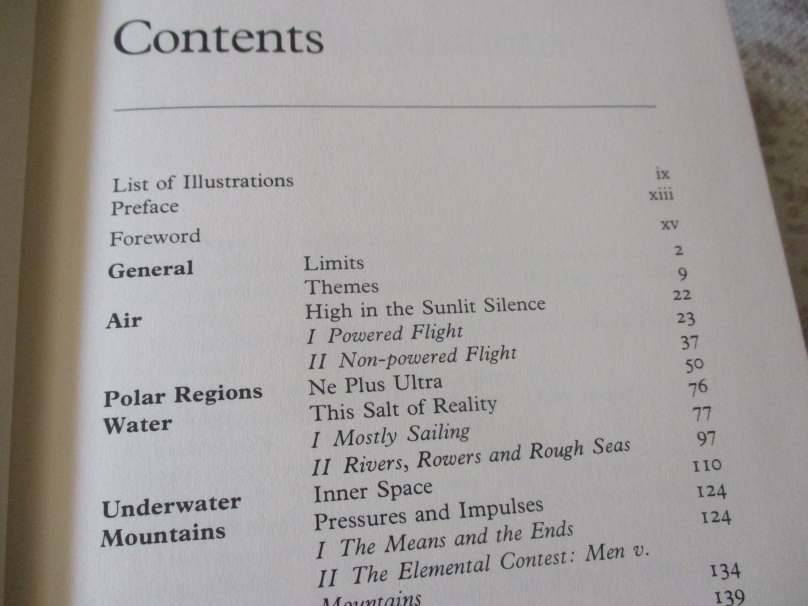 Contents
List of Illustrations ix
Preface xiii
Foreword xv
General Limits 2
Themes 9
Air High in the Sunlit Silence 22
I Powered Flight 23
II Non-powered Flight 37
Polar Regions Ne Plus Ultra 50
Water This Salt of Reality 76
I Mostly Sailing 77
II Rivers, Rowers and Rough Seas 97
Underwater Inner Space 110
Mountains Pressures and Impulses 124
I The Means and the Ends 124
II The Elemental Contest: Men v.
Mountains 134
139